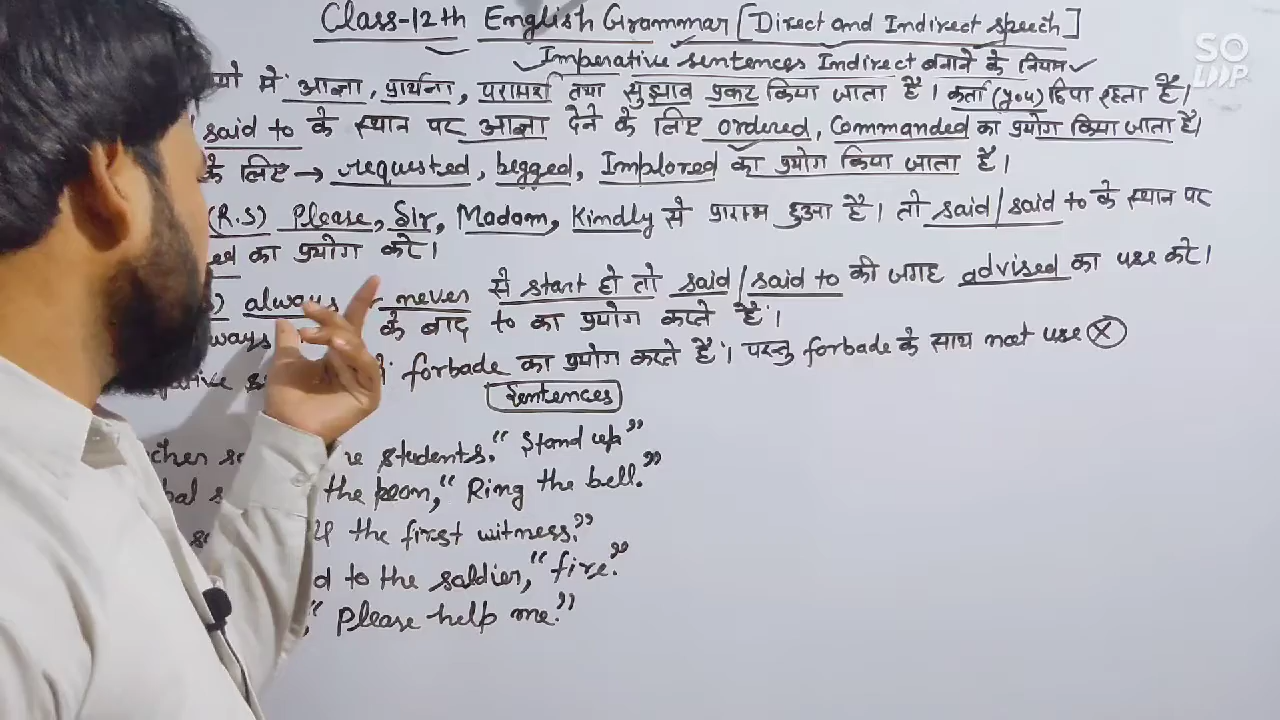 Class-12th English Grammar [Direct and Indirect speech]
Imperative sentences Indirect बनाने के नियम
SO
LOOP
में आज्ञा, प्रार्थना, परामर्श तथा सुझाव प्रकट किया जाता है। कर्ता (you) छिपा रहता है।
said to के स्थान पर आज्ञा देने के लिए ordered, Commanded का प्रयोग किया जाता है।
के लिए → requested, begged, Implored का प्रयोग किया जाता है।
(R.S) Please, Sir, Madam, Kindly से प्रारम्भ हुआ है। तो said/said to के स्थान पर
का प्रयोग करे।
always never से start हो तो said/said to की जगह advised का use करे।
के बाद to का प्रयोग करते है।
forbade का प्रयोग करते है। परन्तु forbade के साथ noot use ✗
Sentences
students. "Stand up"
the peon, "Ring the bell."
the first witness."
to the soldier, "fire."
"Please help me."